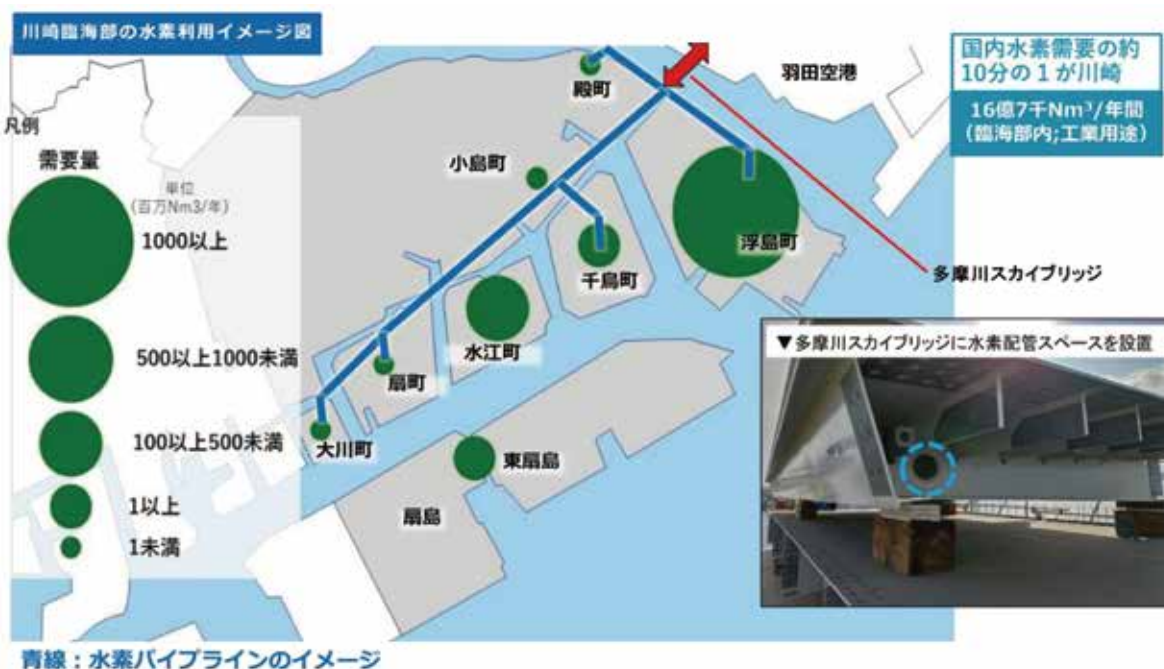 川崎臨海部の水素利用イメージ図
国内水素需要の約
10分の1が川崎
16億7千Nm³/年間
(臨海部内;工業用途)
羽田空港
殿町
凡例
需要量
単位
(百万Nm3/年)
1000以上
500以上1000未満
100以上500未満
1以上
1未満
小島町
浮島町
千鳥町
多摩川スカイブリッジ
水江町
扇町
大川町
東扇島
扇島
▼多摩川スカイブリッジに水素配管スペースを設置
青線：水素パイプラインのイメージ